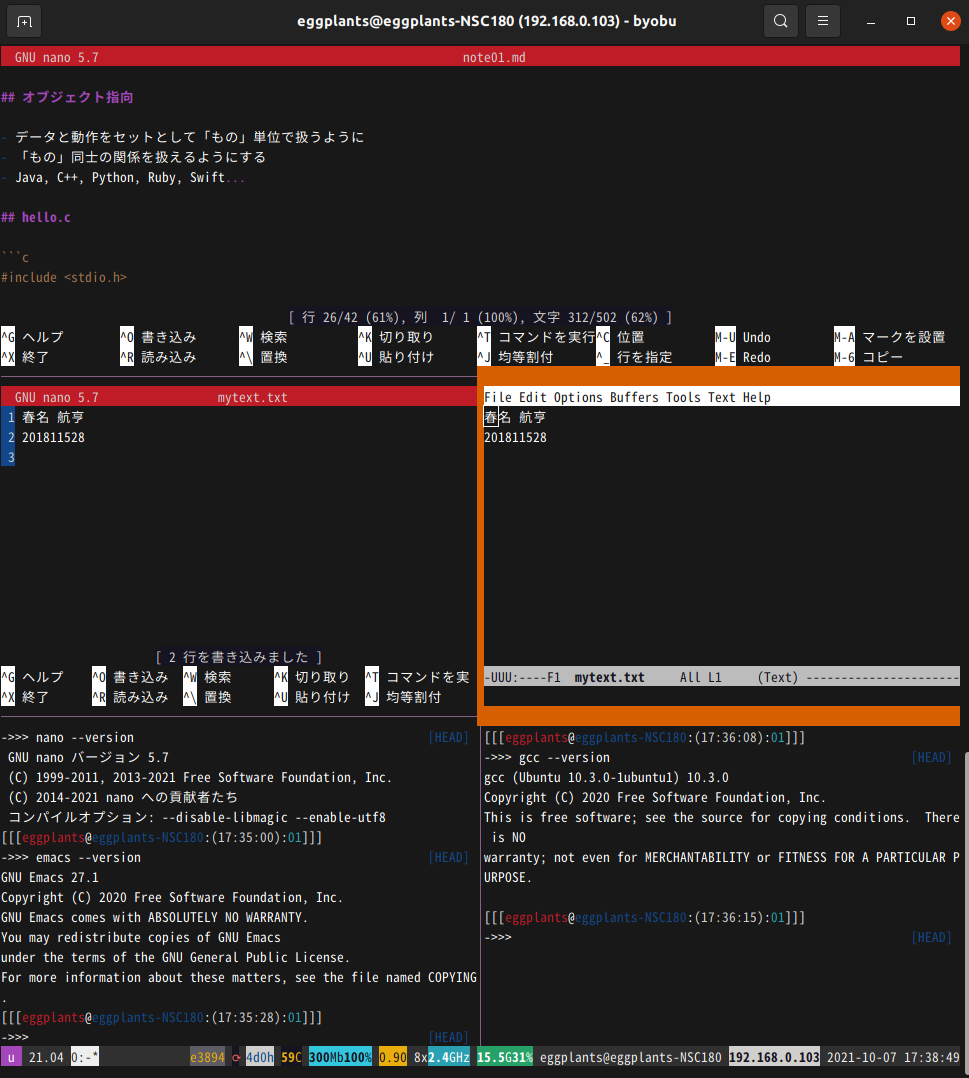 eggplants@eggplants-NSC180 (192.168.0.103) - byobu
GNU nano 5.7 note01.md
## オブジェクト指向
- データと動作をセットとして「もの」単位で扱うように
- 「もの」同士の関係を扱えるようにする
- Java, C++, Python, Ruby, Swift...
## hello.c
```c
#include <stdio.h>
[ 行 26/42 (61%), 列  1/ 1 (100%), 文字 312/502 (62%) ]
^G ヘルプ ^O 書き込み ^W 検索 ^K 切り取り ^T コマンドを実行 ^C 位置 M-U Undo M-A マークを設置
^X 終了 ^R 読み込み ^\ 置換 ^U 貼り付け ^J 均等割付 ^_ 行を指定 M-E Redo M-6 コピー
GNU nano 5.7 mytext.txt
1 春名 航亨
2 201811528
3
[ 2 行を書き込みました ]
^G ヘルプ ^O 書き込み ^W 検索 ^K 切り取り ^T コマンドを実
^X 終了 ^R 読み込み ^\ 置換 ^U 貼り付け ^J 均等割付
File Edit Options Buffers Tools Text Help
春名 航亨
201811528
-UUU:----F1  mytext.txt     All L1     (Text) ----------------------
->>> nano --version [HEAD]
GNU nano バージョン 5.7
(C) 1999-2011, 2013-2021 Free Software Foundation, Inc.
(C) 2014-2021 nano への貢献者たち
コンパイルオプション: --disable-libmagic --enable-utf8
[[[eggplants@eggplants-NSC180:(17:35:00):01]]]
->>> emacs --version [HEAD]
GNU Emacs 27.1
Copyright (C) 2020 Free Software Foundation, Inc.
GNU Emacs comes with ABSOLUTELY NO WARRANTY.
You may redistribute copies of GNU Emacs
under the terms of the GNU General Public License.
For more information about these matters, see the file named COPYING
.
[[[eggplants@eggplants-NSC180:(17:35:28):01]]]
->>> [HEAD]
[[[eggplants@eggplants-NSC180:(17:36:08):01]]]
->>> gcc --version [HEAD]
gcc (Ubuntu 10.3.0-1ubuntu1) 10.3.0
Copyright (C) 2020 Free Software Foundation, Inc.
This is free software; see the source for copying conditions.  There
is NO
warranty; not even for MERCHANTABILITY or FITNESS FOR A PARTICULAR P
URPOSE.
[[[eggplants@eggplants-NSC180:(17:36:15):01]]]
->>> [HEAD]
u 21.04 0:-* e3894 ⟳ 4d0h 59C 300Mb100% 0.90 8x2.4GHz 15.5G31% eggplants@eggplants-NSC180 192.168.0.103 2021-10-07 17:38:49